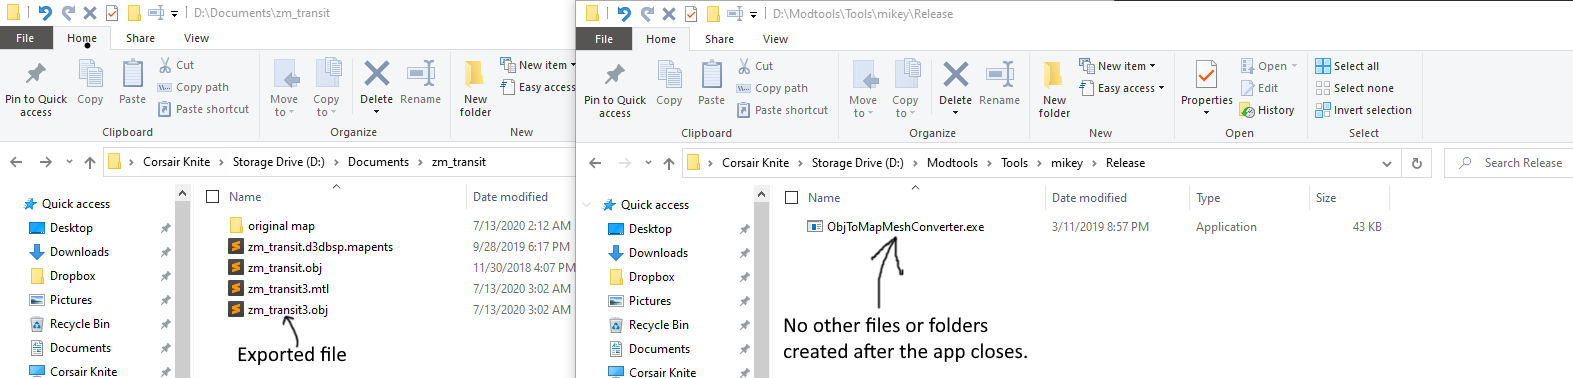 D:\Documents\zm_transit
File Home Share View
Pin to Quick access
Copy
Paste
Cut
Copy path
Paste shortcut
Clipboard
Move to
Copy to
Delete
Rename
Organize
New folder
New item
Easy access
New
Corsair Knite > Storage Drive (D:) > Documents > zm_transit
Quick access
Desktop
Downloads
Dropbox
Pictures
Recycle Bin
Documents
Corsair Knite
Name Date modified
original map 7/13/2020 2:12 AM
zm_transit.d3dbsp.mapents 9/28/2019 6:17 PM
zm_transit.obj 11/30/2018 4:07 PM
zm_transit3.mtl 7/13/2020 3:02 AM
zm_transit3.obj 7/13/2020 3:02 AM
Exported file
D:\Modtools\Tools\mikey\Release
File Home Share View
Pin to Quick access
Copy
Paste
Cut
Copy path
Paste shortcut
Clipboard
Move to
Copy to
Delete
Rename
Organize
New folder
New item
Easy access
New
Properties
Open
Edit
History
Open
Select all
Select none
Invert selection
Select
Corsair Knite > Storage Drive (D:) > Modtools > Tools > mikey > Release
Search Release
Quick access
Desktop
Downloads
Dropbox
Pictures
Recycle Bin
Documents
Corsair Knite
Name Date modified Type Size
ObjToMapMeshConverter.exe 3/11/2019 8:57 PM Application 43 KB
No other files or folders
created after the app closes.